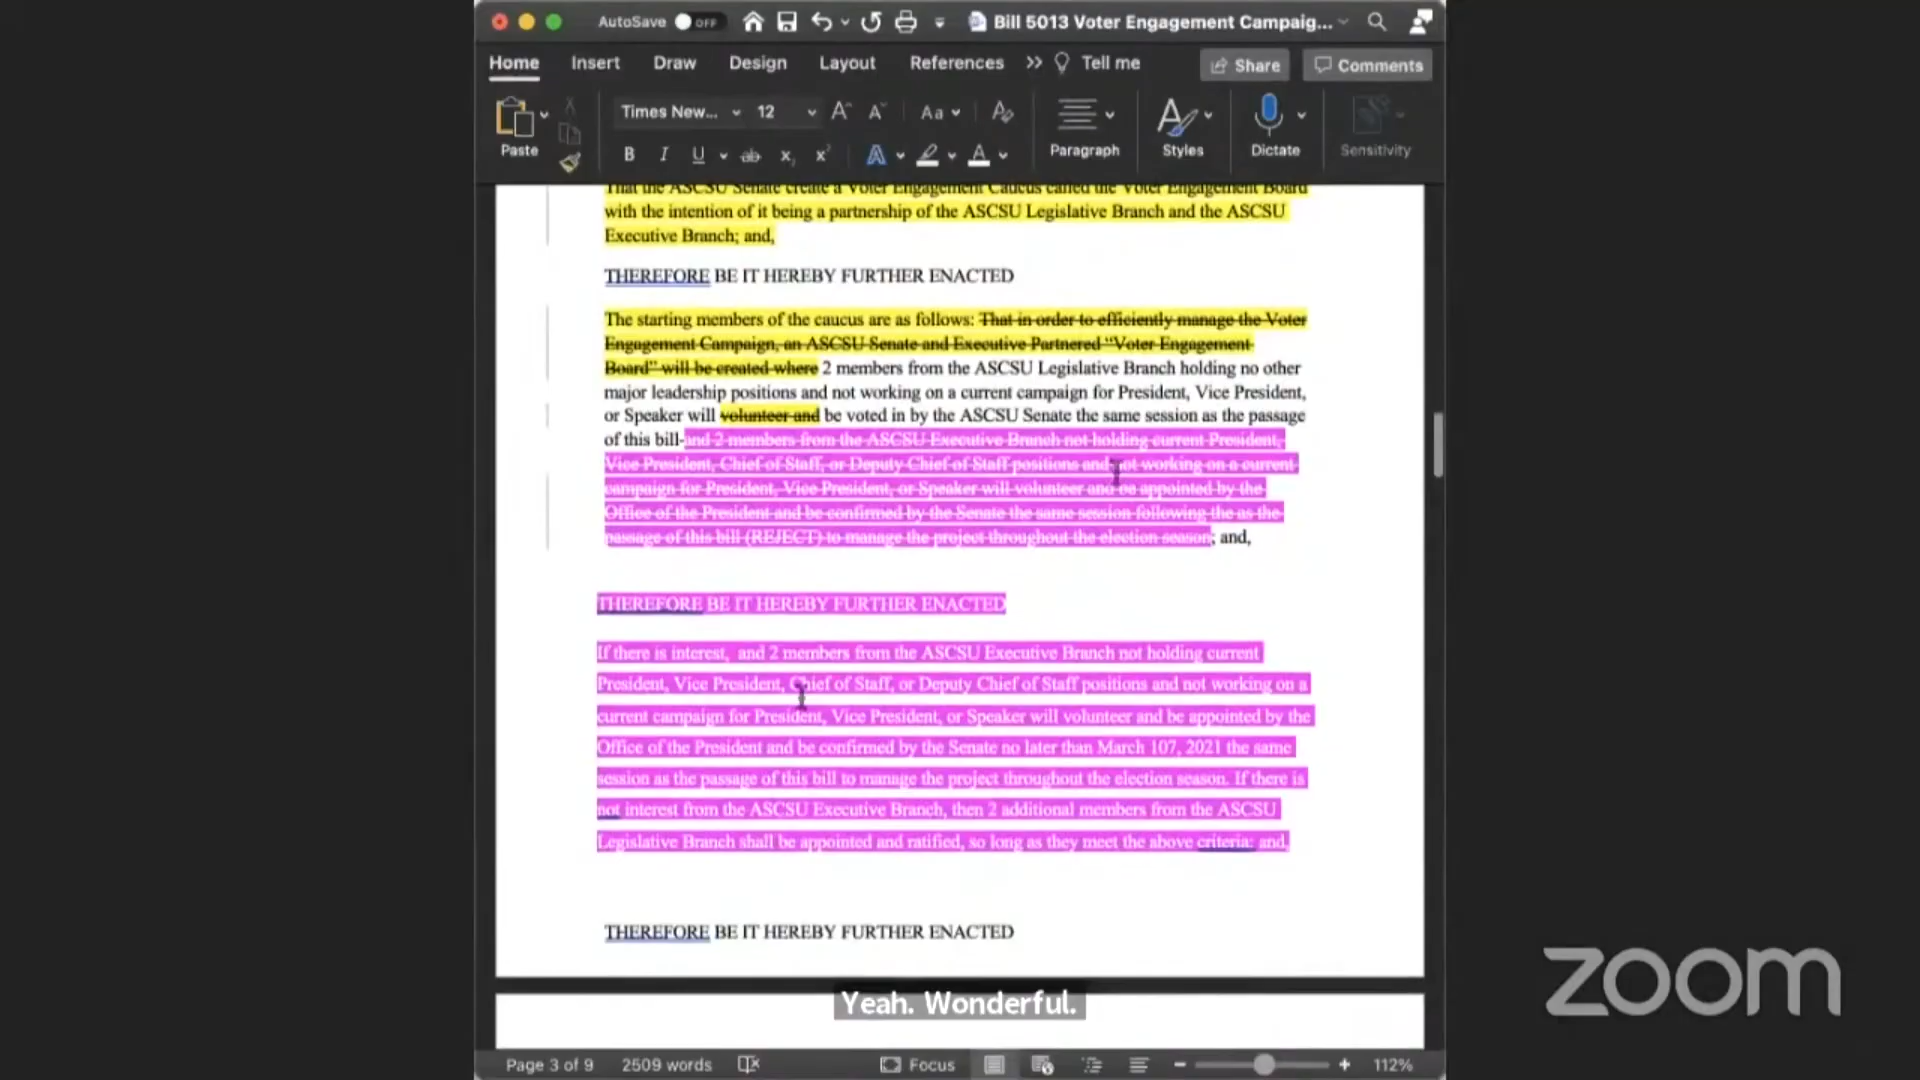 AutoSave OFF Bill 5013 Voter Engagement Campaig...
Home Insert Draw Design Layout References >> Tell me Share Comments
Times New... 12 Aa
Paste B I U ab x, x² A A Paragraph Styles Dictate Sensitivity
That the ASCSU Senate create a Voter Engagement Caucus called the Voter Engagement Board
with the intention of it being a partnership of the ASCSU Legislative Branch and the ASCSU
Executive Branch; and,
THEREFORE BE IT HEREBY FURTHER ENACTED
The starting members of the caucus are as follows: That in order to efficiently manage the Voter
Engagement Campaign, an ASCSU Senate and Executive Partnered “Voter Engagement
Board” will be created where 2 members from the ASCSU Legislative Branch holding no other
major leadership positions and not working on a current campaign for President, Vice President,
or Speaker will volunteer and be voted in by the ASCSU Senate the same session as the passage
of this bill and 2 members from the ASCSU Executive Branch not holding current President,
Vice President, Chief of Staff, or Deputy Chief of Staff positions and not working on a current
campaign for President, Vice President, or Speaker will volunteer and be appointed by the
Office of the President and be confirmed by the Senate the same session following the as the
passage of this bill (REJECT) to manage the project throughout the election season; and,
THEREFORE BE IT HEREBY FURTHER ENACTED
If there is interest, and 2 members from the ASCSU Executive Branch not holding current
President, Vice President, Chief of Staff, or Deputy Chief of Staff positions and not working on a
current campaign for President, Vice President, or Speaker will volunteer and be appointed by the
Office of the President and be confirmed by the Senate no later than March 107, 2021 the same
session as the passage of this bill to manage the project throughout the election season. If there is
not interest from the ASCSU Executive Branch, then 2 additional members from the ASCSU
Legislative Branch shall be appointed and ratified, so long as they meet the above criteria; and,
THEREFORE BE IT HEREBY FURTHER ENACTED
Yeah. Wonderful.
zoom
Page 3 of 9 2509 words Focus 112%